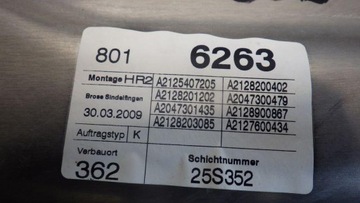 801 6263
Montage HR2 A2125407205 A2128200402
Brose Sindelfingen A2128201202 A2047300479
30.03.2009 A2047301435 A2128900867
Auftragstyp K A2128203085 A2127600434
Verbauort Schichtnummer
362 25S352